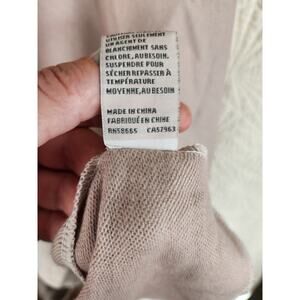 UTILISER SEULEMENT
UN AGENT DE
BLANCHIMENT SANS
CHLORE, AU BESOIN.
SUSPENDRE POUR
SÉCHER REPASSER À
TEMPÉRATURE
MOYENNE, AU BESOIN
MADE IN CHINA
FABRIQUÉ EN CHINE
RN58665 CA57963